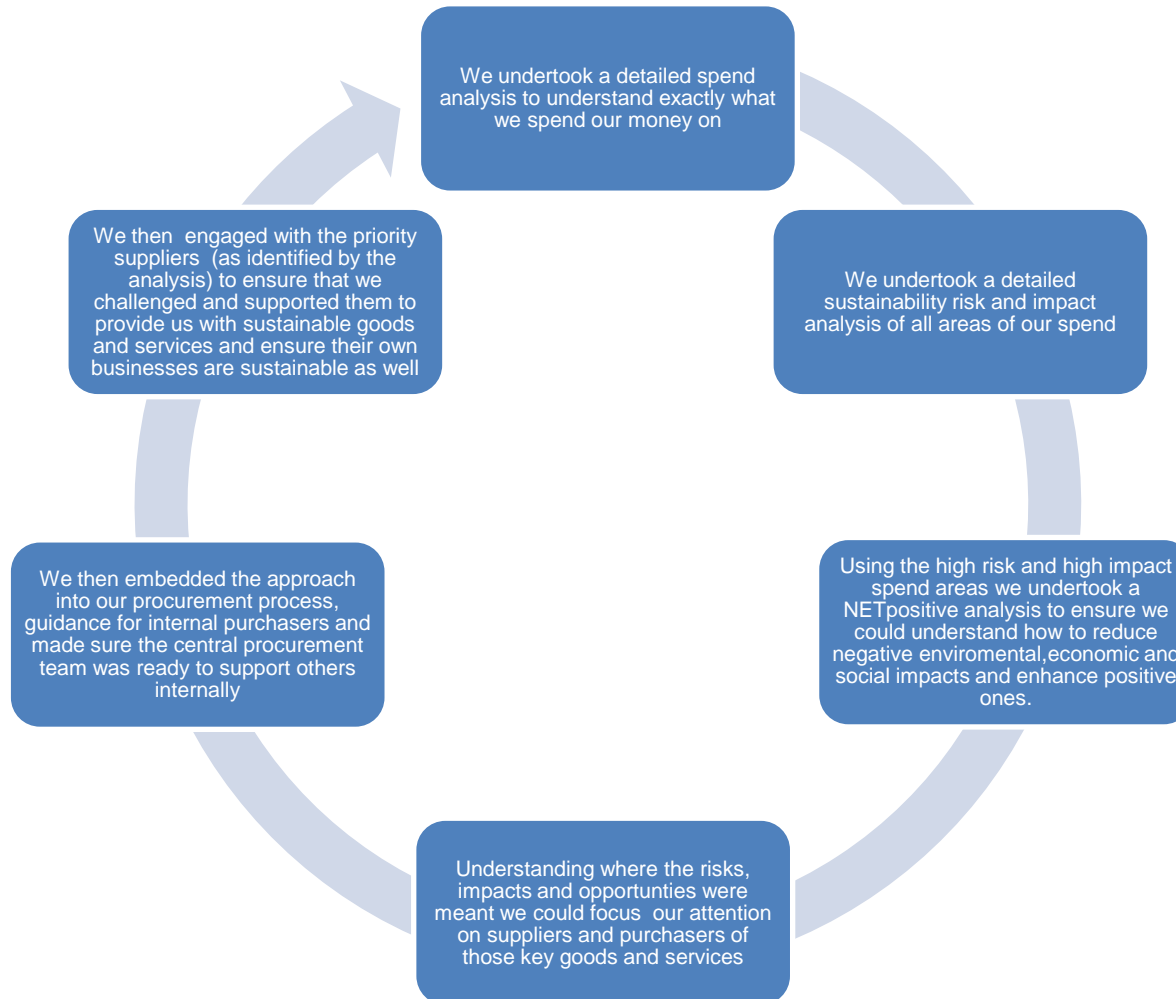 We undertook a detailed spend
analysis to understand exactly what
we spend our money on
We undertook a detailed
sustainability risk and impact
analysis of all areas of our spend
Using the high risk and high impact
spend areas we undertook a
NETpositive analysis to ensure we
could understand how to reduce
negative enviromental,economic and
social impacts and enhance positive
ones.
Understanding where the risks,
impacts and opportunties were
meant we could focus our attention
on suppliers and purchasers of
those key goods and services
We then embedded the approach
into our procurement process,
guidance for internal purchasers and
made sure the central procurement
team was ready to support others
internally
We then engaged with the priority
suppliers (as identified by the
analysis) to ensure that we
challenged and supported them to
provide us with sustainable goods
and services and ensure their own
businesses are sustainable as well